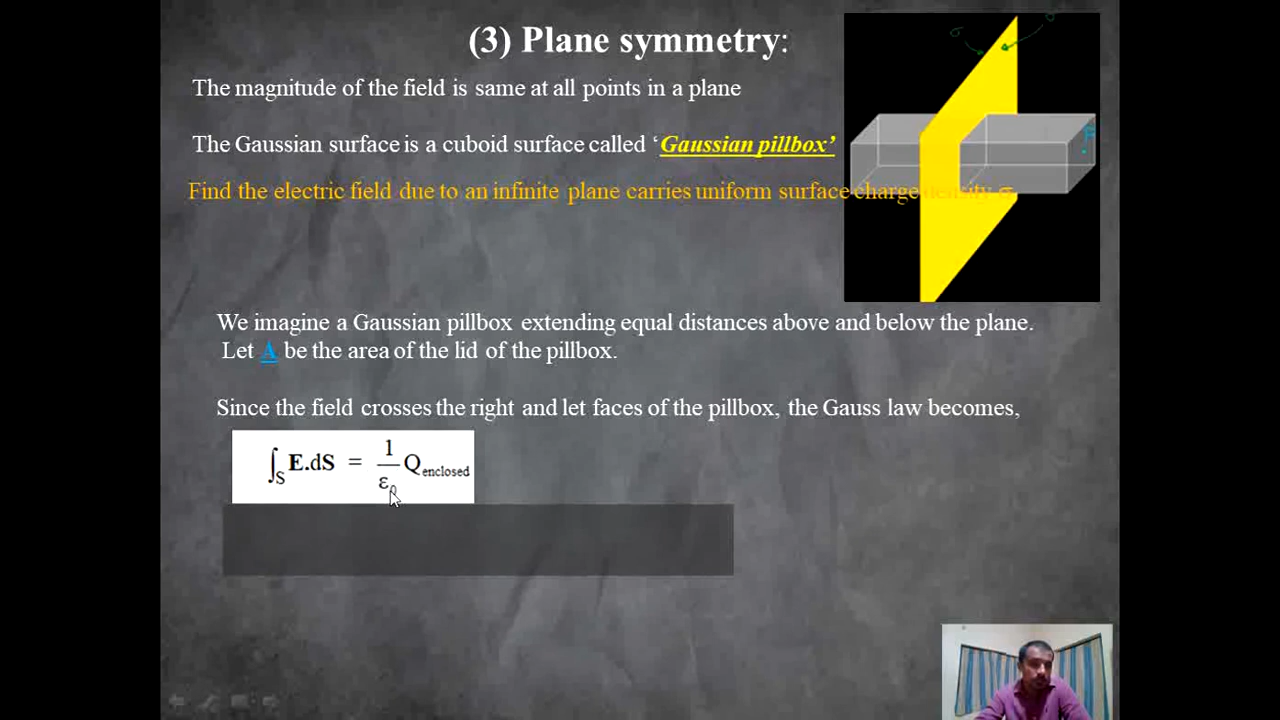 (3) Plane symmetry:
The magnitude of the field is same at all points in a plane
The Gaussian surface is a cuboid surface called ‘Gaussian pillbox’
Find the electric field due to an infinite plane carries uniform surface charge density σ.
We imagine a Gaussian pillbox extending equal distances above and below the plane.
Let A be the area of the lid of the pillbox.
Since the field crosses the right and let faces of the pillbox, the Gauss law becomes,
∫S E.dS = 1/ε0 Qenclosed